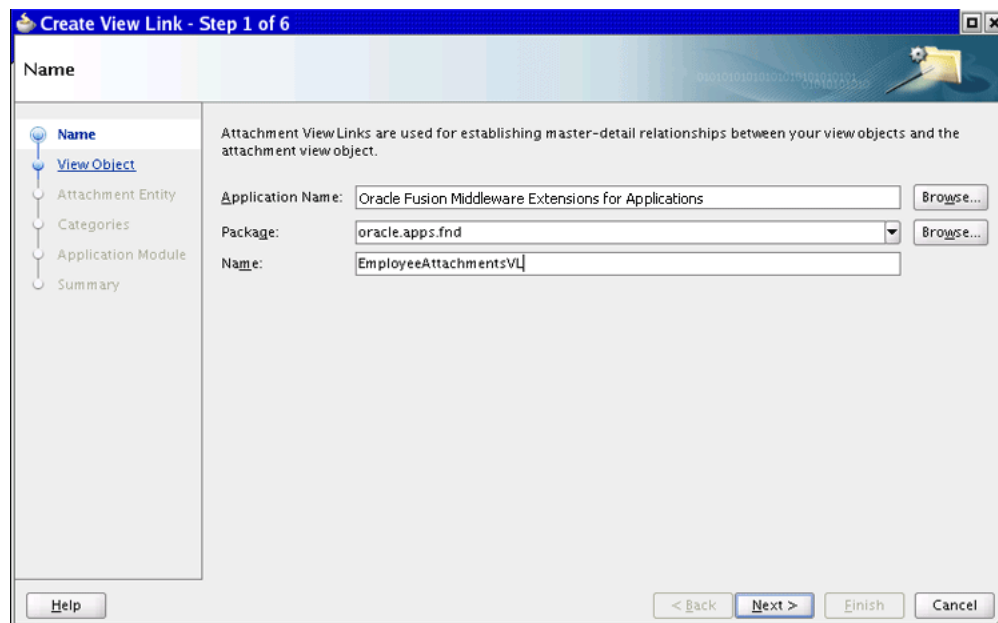 Create View Link - Step 1 of 6
Name
Name
View Object
Attachment Entity
Categories
Application Module
Summary
Attachment View Links are used for establishing master-detail relationships between your view objects and the
attachment view object.
Application Name: Oracle Fusion Middleware Extensions for Applications Browse...
Package: oracle.apps.fnd Browse...
Name: EmployeeAttachmentsVL
Help < Back Next > Finish Cancel